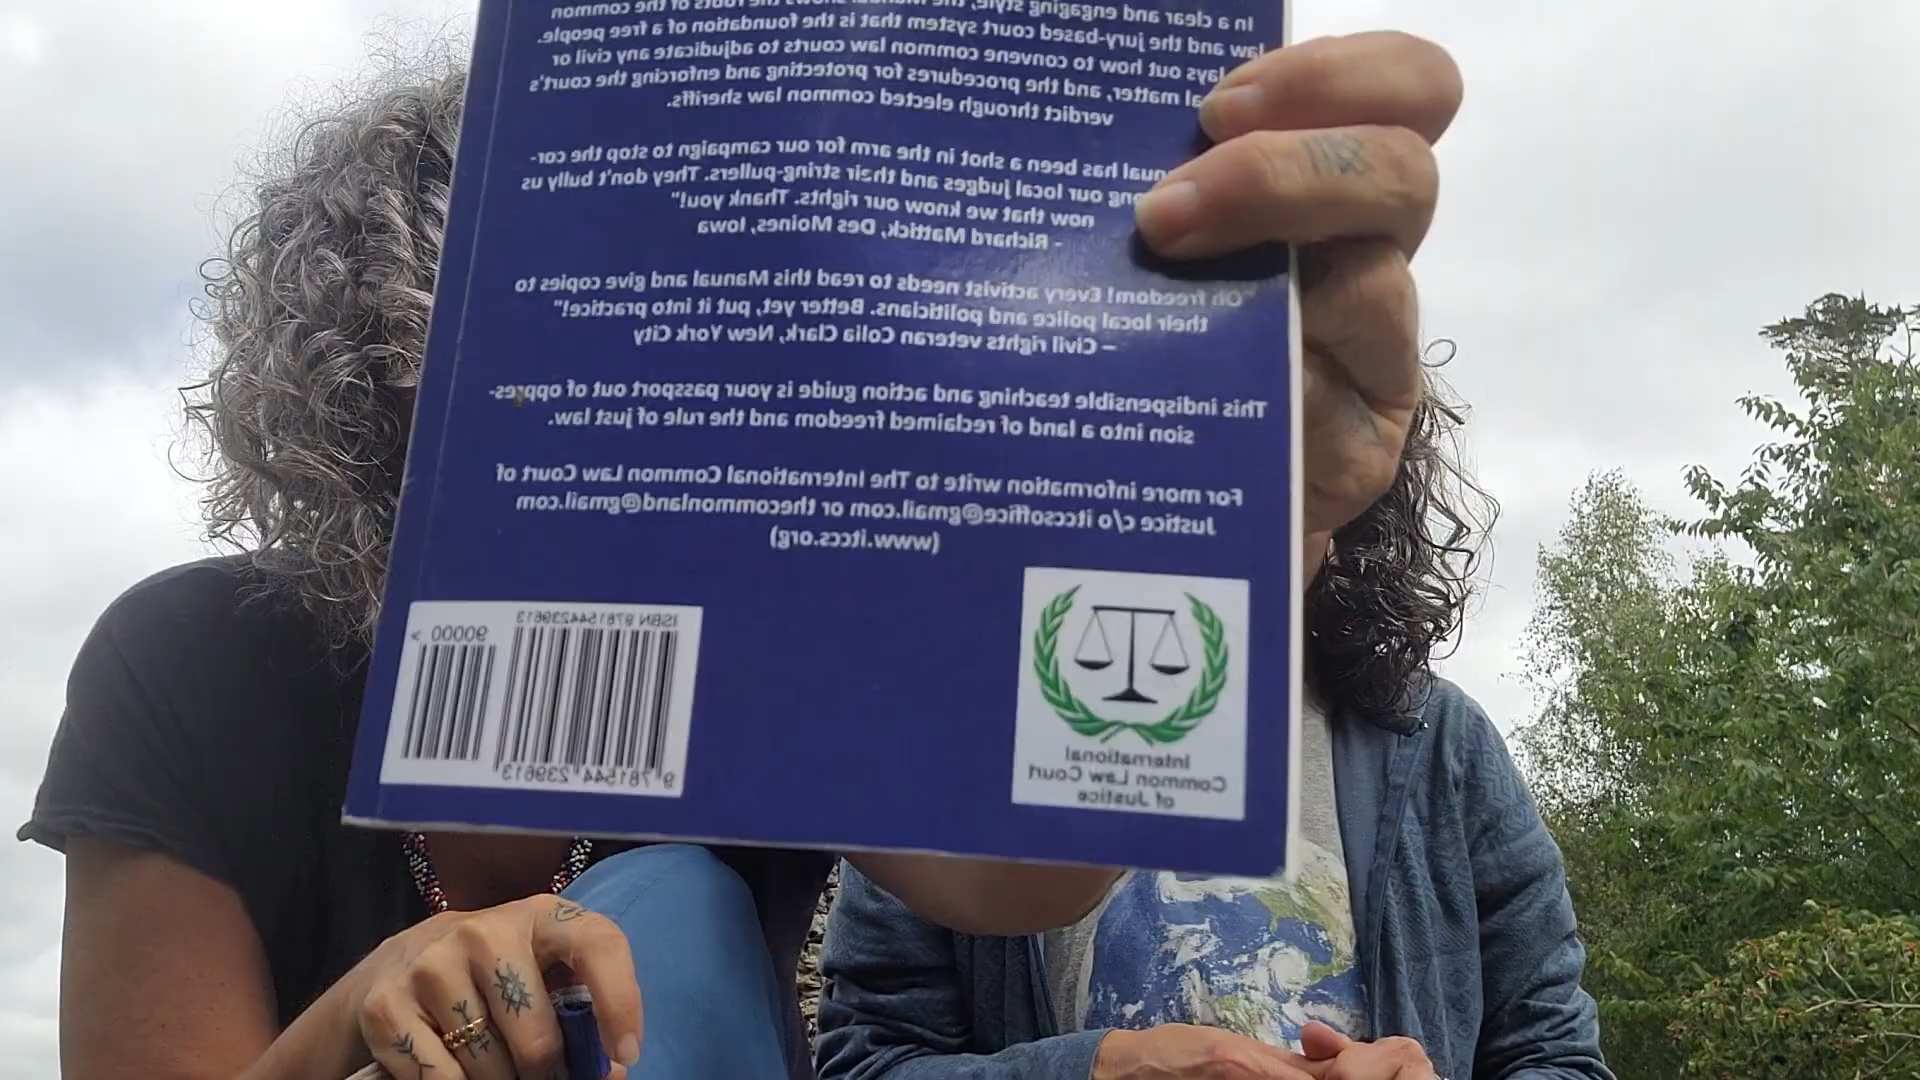 In a clear and engaging style, the
law and the jury-based court system that is the foundation of a free people.
lays out how to convene common law courts to adjudicate any civil or
matter, and the procedures for protecting and enforcing the court's
verdict through elected common law sheriffs.
has been a shot in the arm for our campaign to stop the cor-
our local judges and their string-pullers. They don't bully us
now that we know our rights. Thank you!"
- Richard Mattick, Des Moines, Iowa
"Oh freedom! Every activist needs to read this Manual and give copies to
their local police and politicians. Better yet, put it into practice!"
– Civil rights veteran Colia Clark, New York City
This indispensible teaching and action guide is your passport out of oppres-
sion into a land of reclaimed freedom and the rule of just law.
For more information write to The International Common Law Court of
Justice c/o itccsoffice@gmail.com or thecommonland@gmail.com
(www.itccs.org)
ISBN 9781544239613
90000 >
9 781544 239613
International
Common Law Court
of Justice